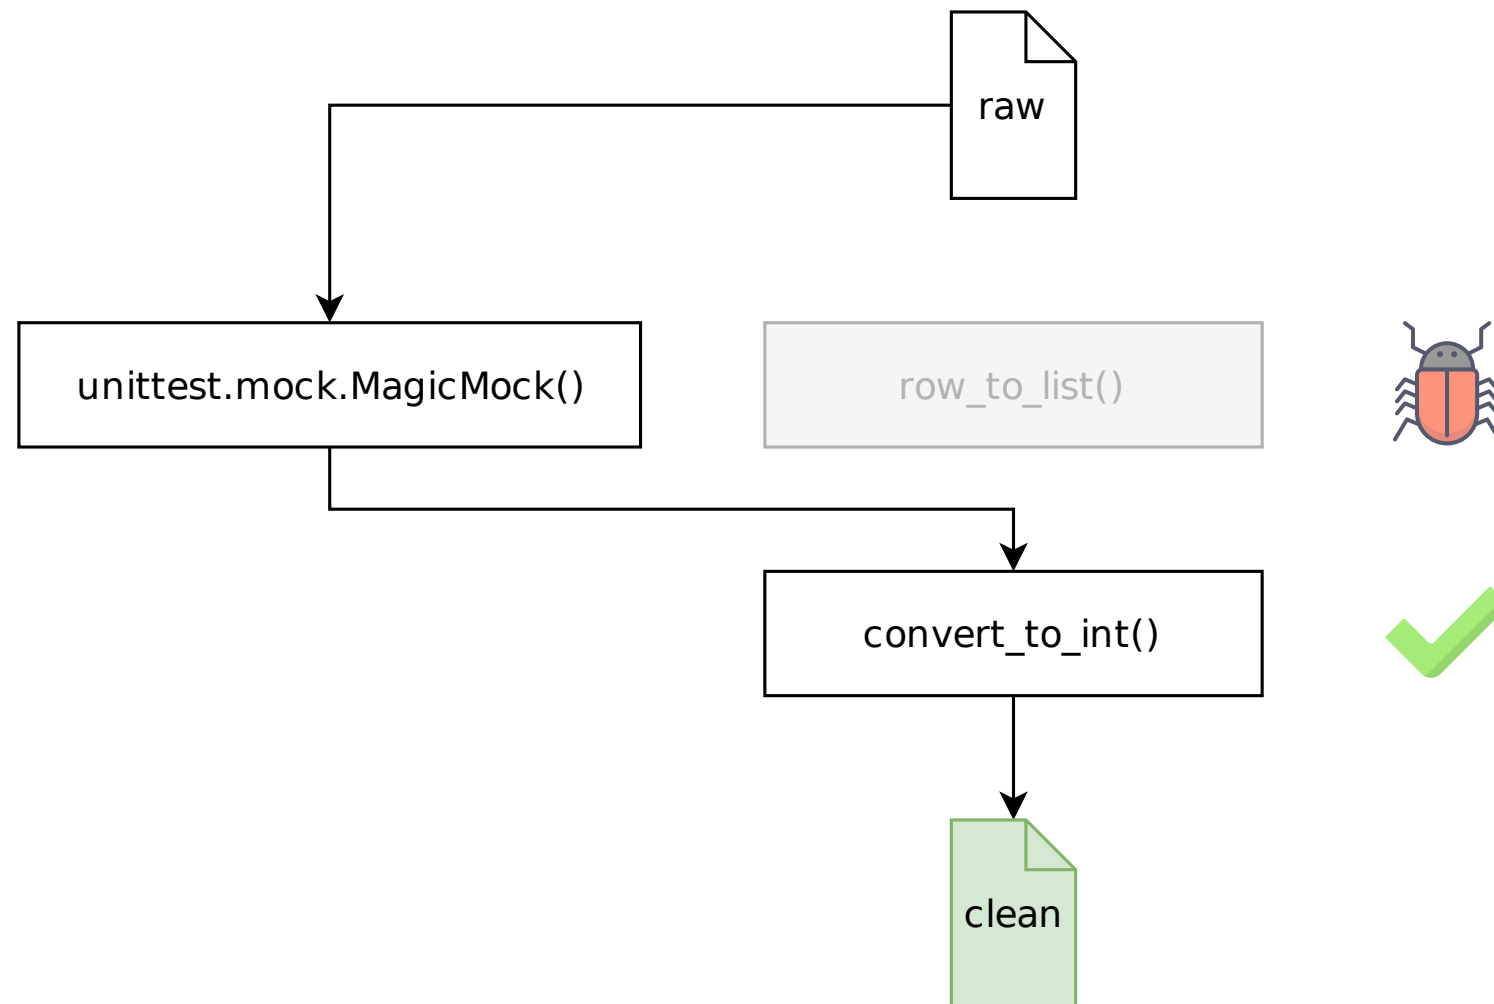 raw
unittest.mock.MagicMock()
row_to_list()
convert_to_int()
clean